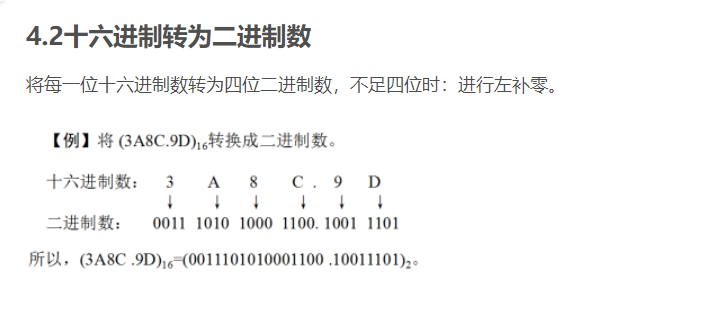 4.2十六进制转为二进制数
将每一位十六进制数转为四位二进制数，不足四位时：进行左补零。
【例】将 (3A8C.9D)₁₆转换成二进制数。
十六进制数： 3 A 8 C . 9 D
↓ ↓ ↓ ↓ ↓ ↓
二进制数： 0011 1010 1000 1100. 1001 1101
所以，(3A8C .9D)₁₆=(0011101010001100 .10011101)₂。